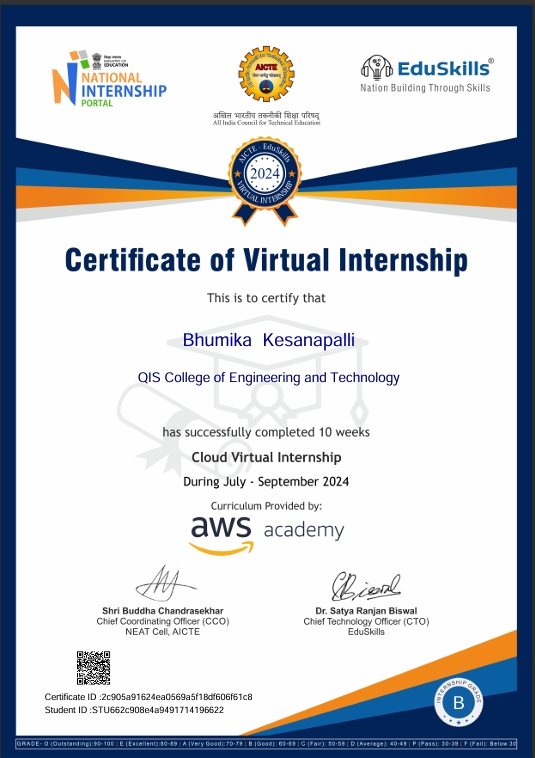 शिक्षा मंत्रालय
MINISTRY OF
EDUCATION
NATIONAL
INTERNSHIP
PORTAL
AICTE
अखिल भारतीय तकनीकी शिक्षा परिषद्
All India Council for Technical Education
EduSkills®
Nation Building Through Skills
AICTE - EduSkills
2024
VIRTUAL INTERNSHIP
Certificate of Virtual Internship
This is to certify that
Bhumika Kesanapalli
QIS College of Engineering and Technology
has successfully completed 10 weeks
Cloud Virtual Internship
During July - September 2024
Curriculum Provided by:
aws academy
Shri Buddha Chandrasekhar
Chief Coordinating Officer (CCO)
NEAT Cell, AICTE
Dr. Satya Ranjan Biswal
Chief Technology Officer (CTO)
EduSkills
Certificate ID :2c905a91624ea0569a5f18df606f61c8
Student ID :STU662c908e4a9491714196622
INTERNSHIP GRADE
B
GRADE- O (Outstanding):90-100 | E (Excellent):80-89 | A (Very Good):70-79 | B (Good): 60-69 | C (Fair): 50-59 | D (Average): 40-49 | P (Pass): 30-39 | F (Fail): Below 30